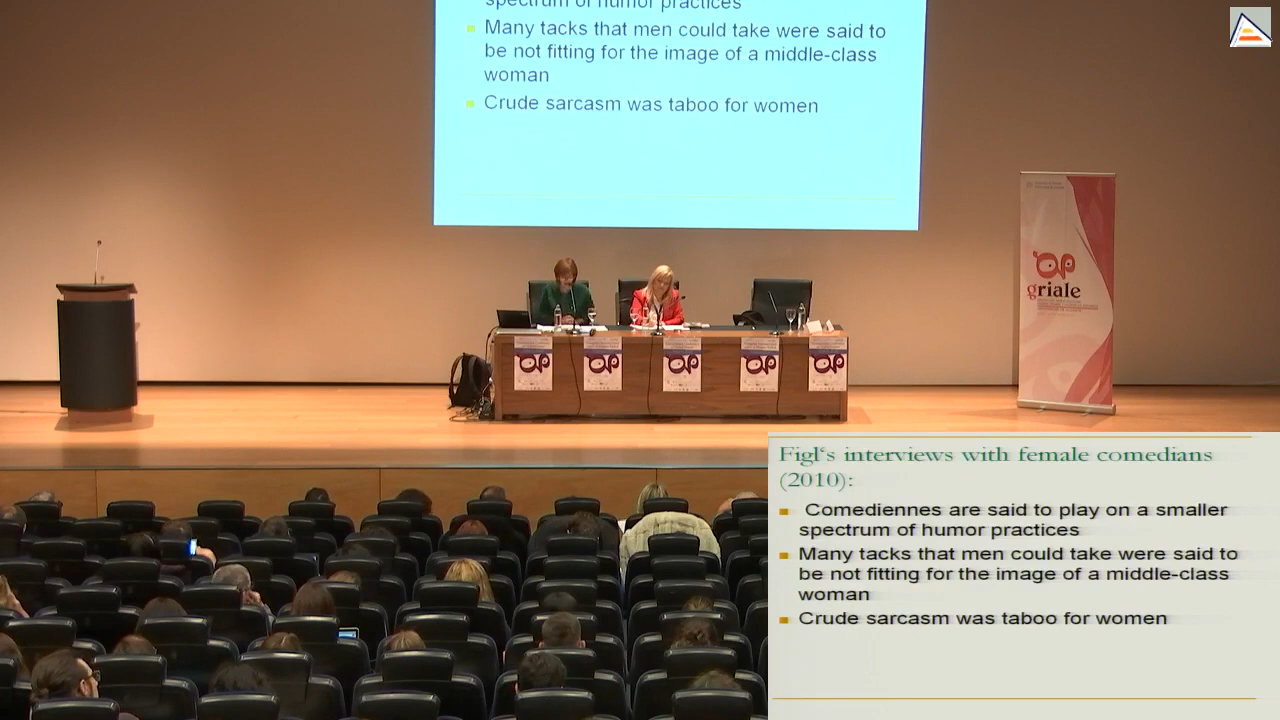 spectrum of humor practices
Many tacks that men could take were said to
be not fitting for the image of a middle-class
woman
Crude sarcasm was taboo for women
griale
Figl's interviews with female comedians
(2010):
Comediennes are said to play on a smaller
spectrum of humor practices
Many tacks that men could take were said to
be not fitting for the image of a middle-class
woman
Crude sarcasm was taboo for women